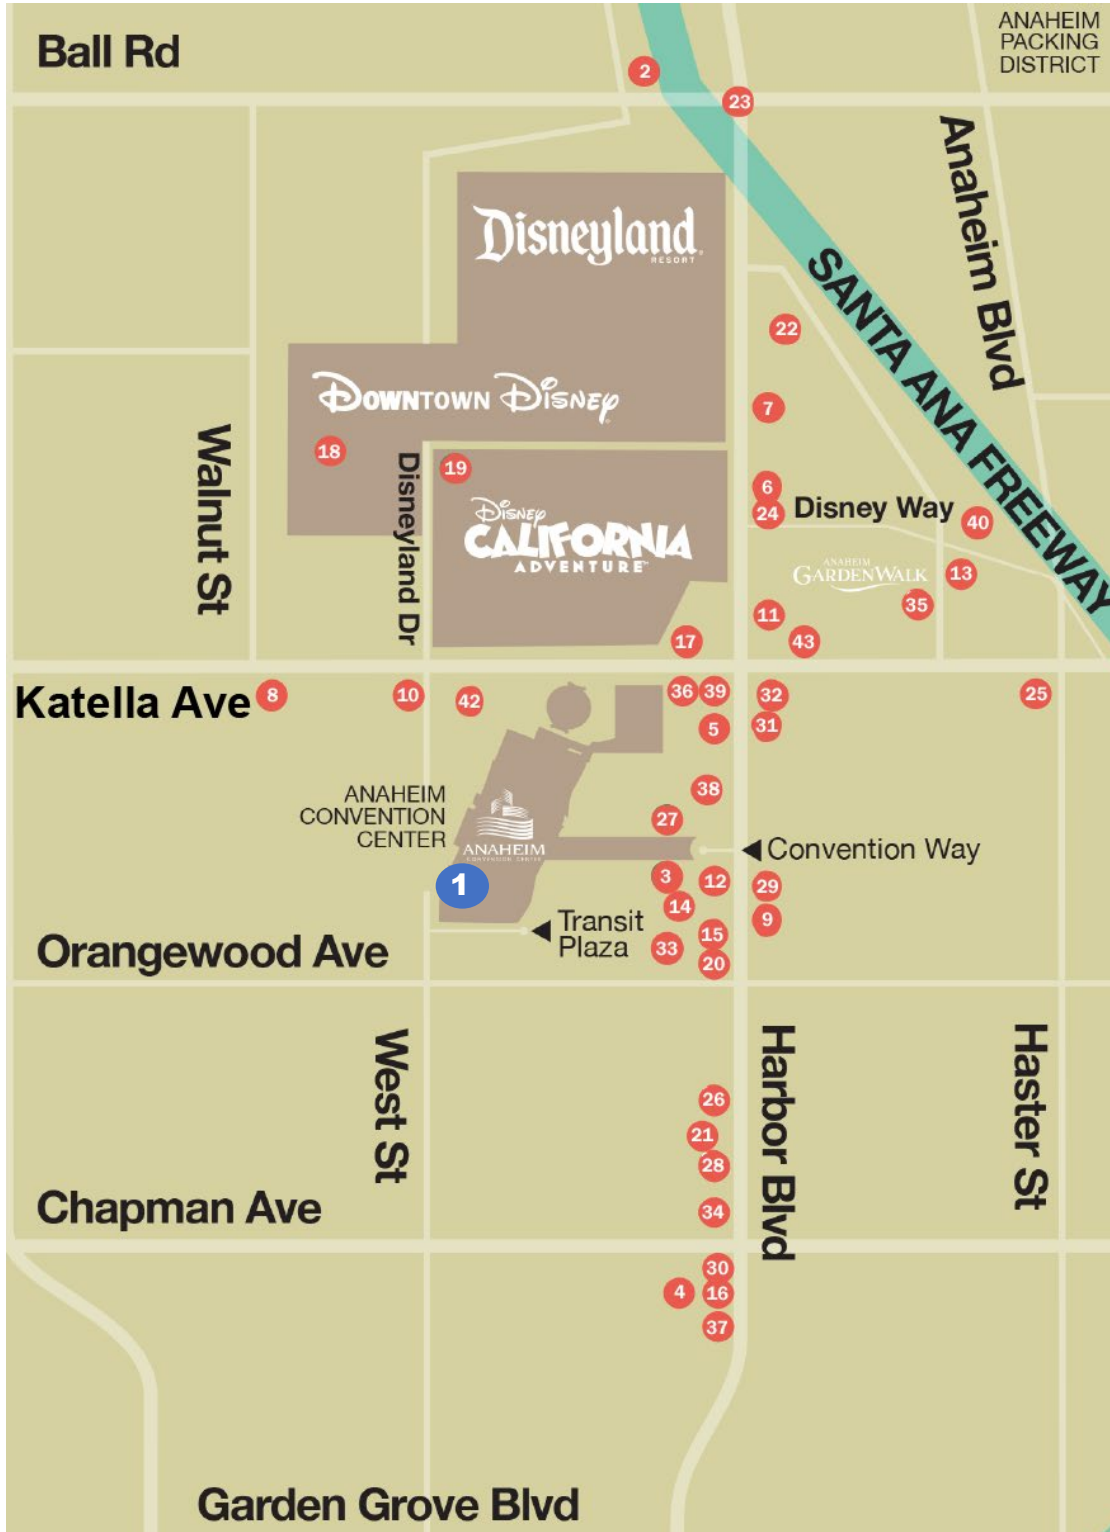 Ball Rd
ANAHEIM
PACKING
DISTRICT
2
23
Anaheim Blvd
Disneyland
RESORT
SANTA ANA FREEWAY
22
DOWNTOWN DISNEY
7
18
Disneyland Dr
19
Walnut St
6
24
Disney Way
40
Disney
CALIFORNIA
ADVENTURE
ANAHEIM
GARDENWALK
13
35
11
17
43
Katella Ave
8
10
42
36
39
32
25
5
31
38
27
ANAHEIM
CONVENTION
CENTER
ANAHEIM
CONVENTION CENTER
Convention Way
1
3
12
29
14
9
Transit
Plaza
15
33
20
Orangewood Ave
West St
Harbor Blvd
Haster St
26
21
28
34
Chapman Ave
30
4
16
37
Garden Grove Blvd